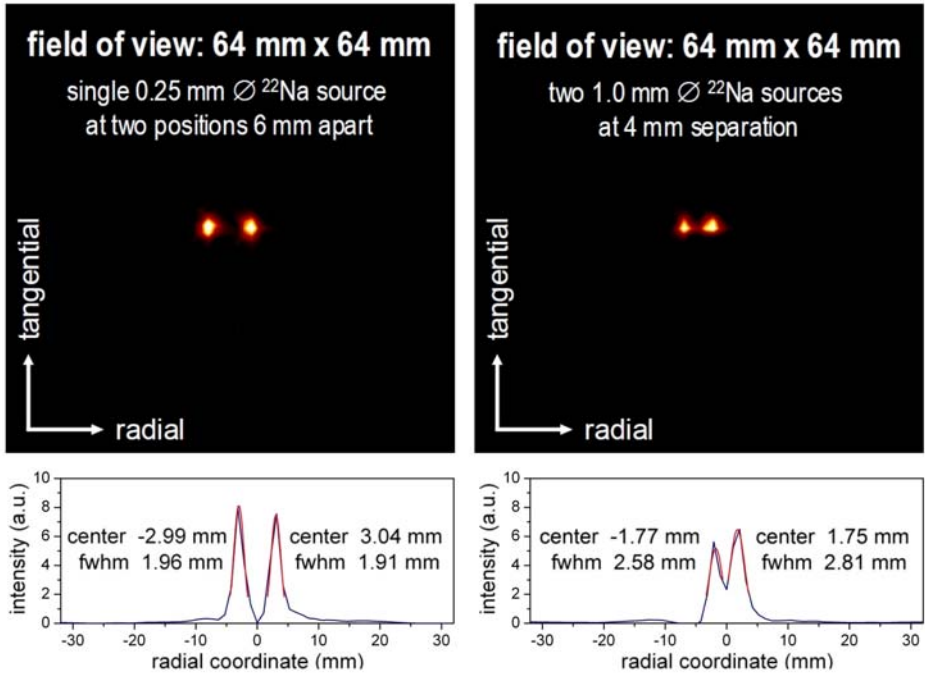 field of view: 64 mm x 64 mm
single 0.25 mm ∅ ²²Na source
at two positions 6 mm apart
tangential
radial
field of view: 64 mm x 64 mm
two 1.0 mm ∅ ²²Na sources
at 4 mm separation
tangential
radial
intensity (a.u.)
10
8
6
4
2
0
center -2.99 mm
fwhm 1.96 mm
center 3.04 mm
fwhm 1.91 mm
-30 -20 -10 0 10 20 30
radial coordinate (mm)
intensity (a.u.)
10
8
6
4
2
0
center -1.77 mm
fwhm 2.58 mm
center 1.75 mm
fwhm 2.81 mm
-30 -20 -10 0 10 20 30
radial coordinate (mm)